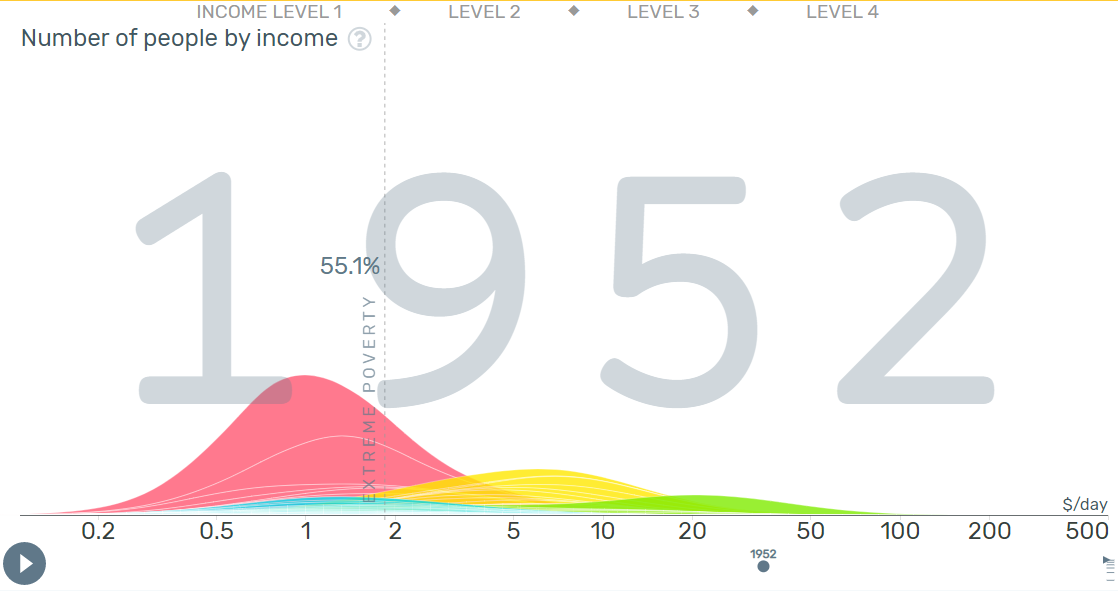 INCOME LEVEL 1 ◆ LEVEL 2 ◆ LEVEL 3 ◆ LEVEL 4
Number of people by income ?
1952
55.1%
EXTREME POVERTY
$/day
0.2 0.5 1 2 5 10 20 50 100 200 500
1952